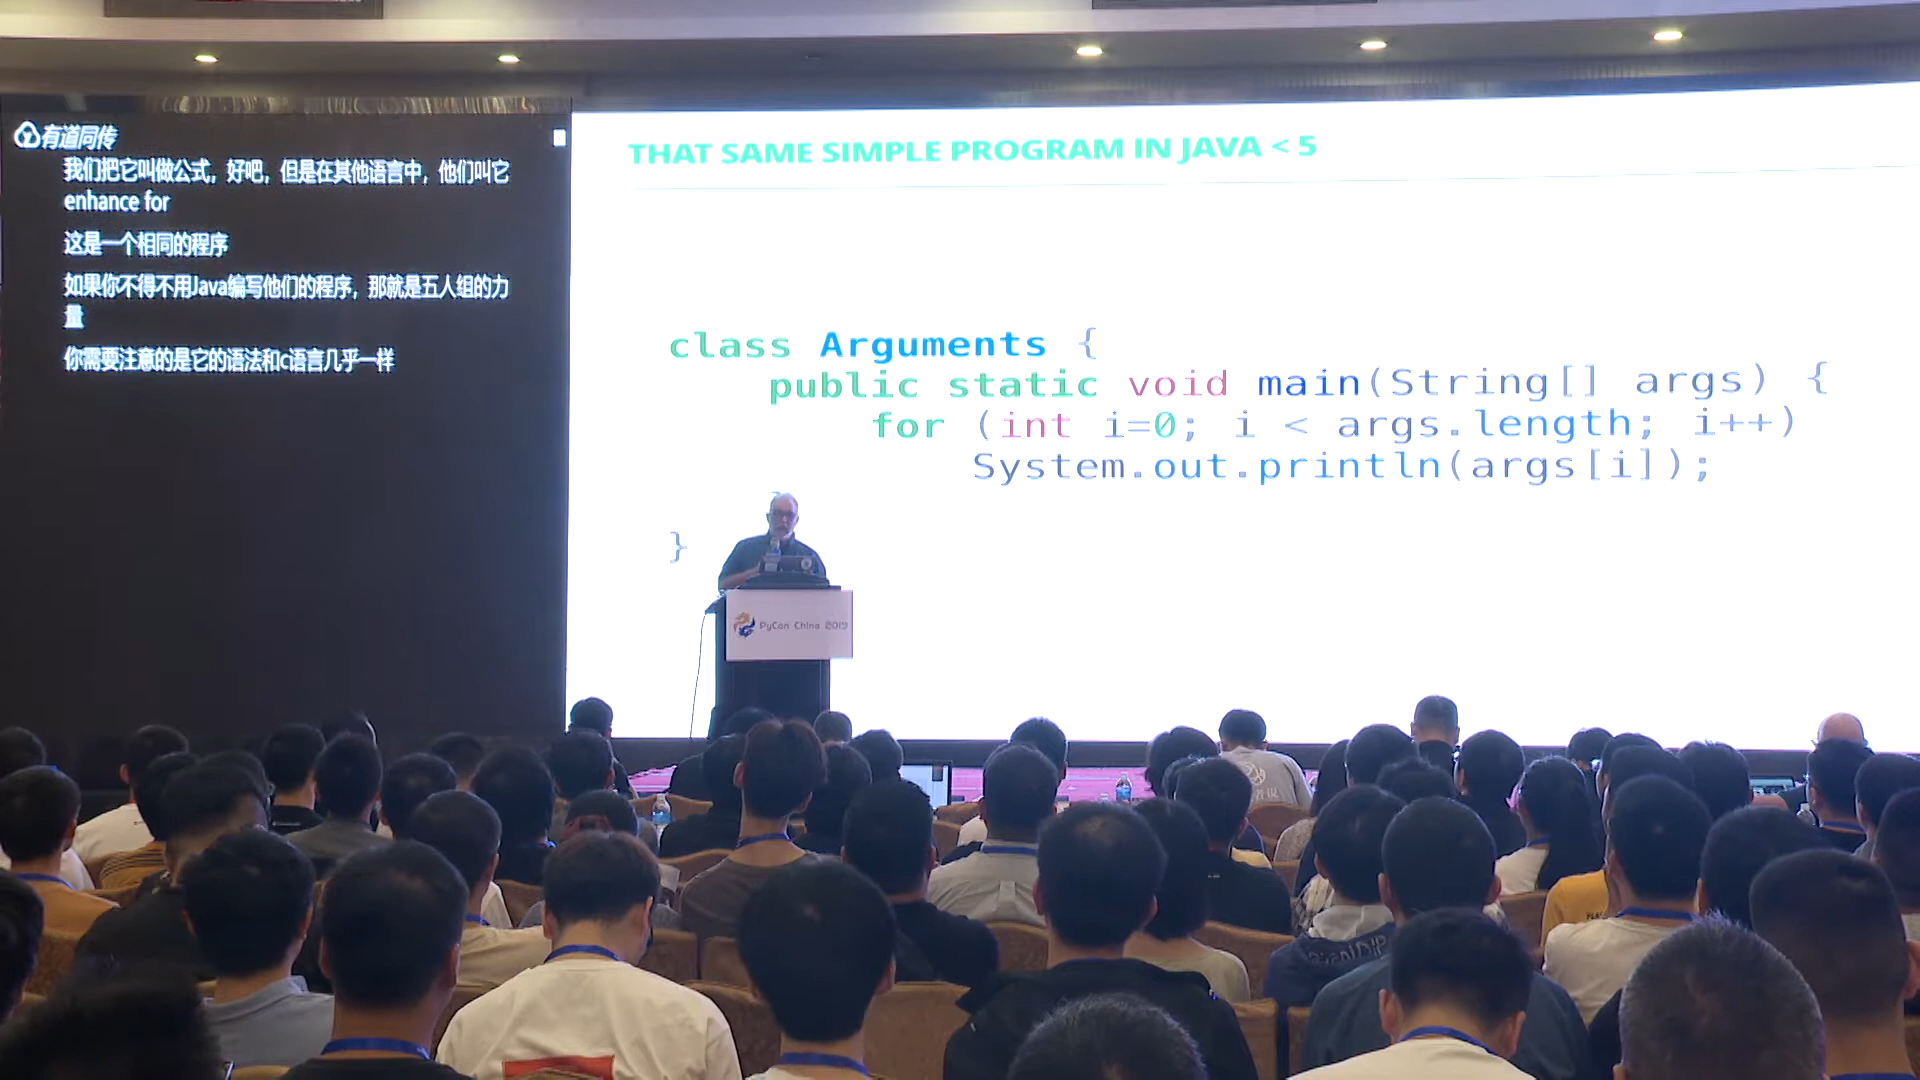 有道同传
我们把它叫做公式，好吧，但是在其他语言中，他们叫它
enhance for
这是一个相同的程序
如果你不得不用Java编写他们的程序，那就是五人组的力
量
你需要注意的是它的语法和c语言几乎一样
THAT SAME SIMPLE PROGRAM IN JAVA < 5
class Arguments {
public static void main(String[] args) {
for (int i=0; i < args.length; i++)
System.out.println(args[i]);
}
PyCon China 2019